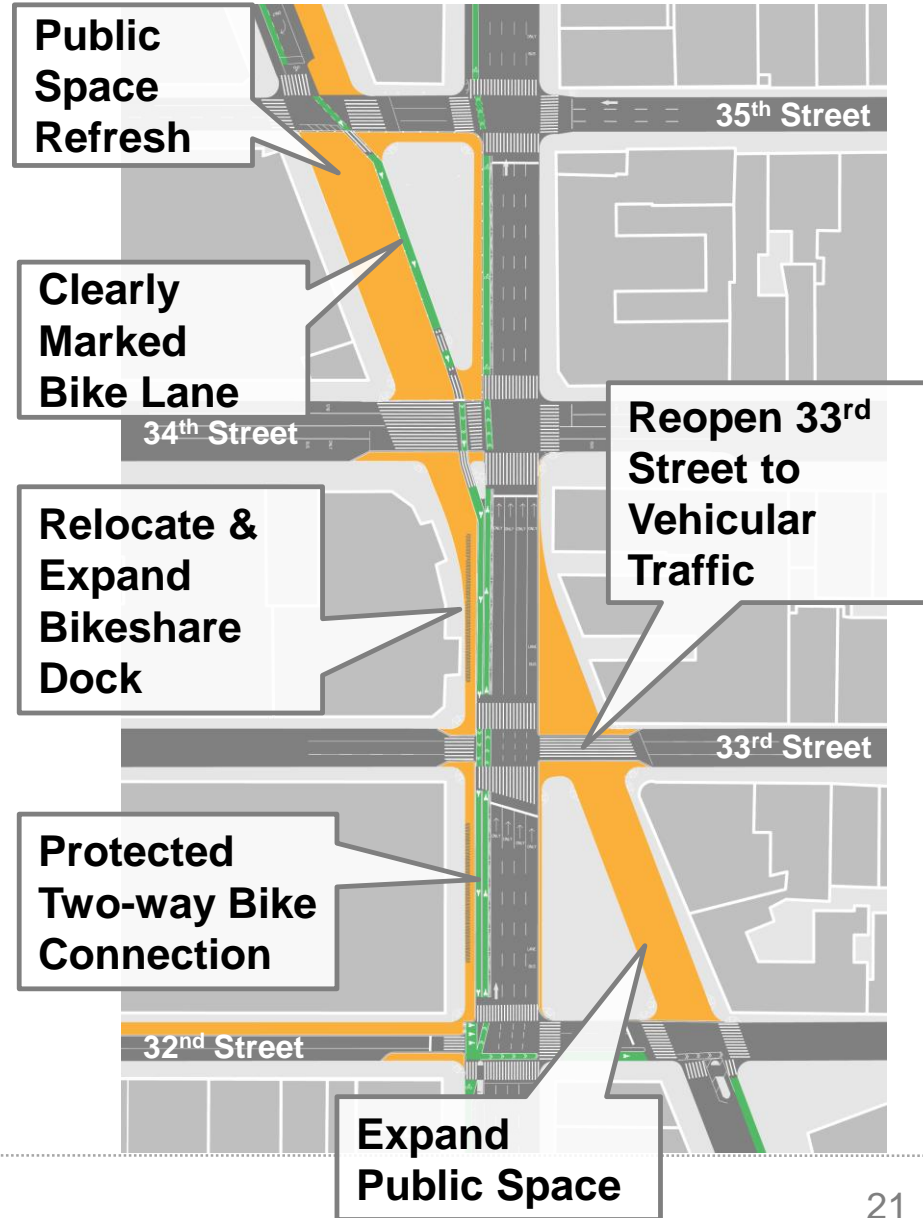 Public
Space
Refresh
35th Street
Clearly
Marked
Bike Lane
34th Street
Reopen 33rd
Street to
Vehicular
Traffic
Relocate &
Expand
Bikeshare
Dock
33rd Street
Protected
Two-way Bike
Connection
32nd Street
Expand
Public Space
21